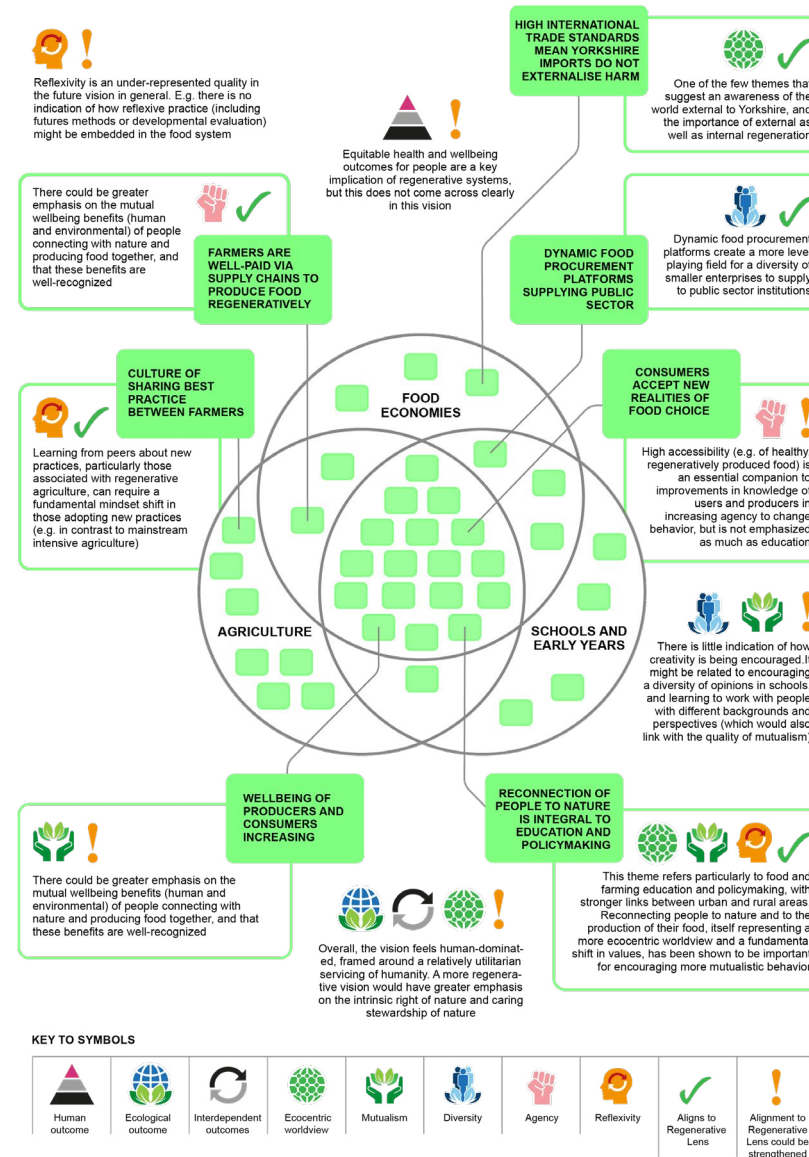 Reflexivity is an under-represented quality in
the future vision in general. E.g. there is no
indication of how reflexive practice (including
futures methods or developmental evaluation)
might be embedded in the food system
Equitable health and wellbeing
outcomes for people are a key
implication of regenerative systems,
but this does not come across clearly
in this vision
HIGH INTERNATIONAL
TRADE STANDARDS
MEAN YORKSHIRE
IMPORTS DO NOT
EXTERNALISE HARM
One of the few themes that
suggest an awareness of the
world external to Yorkshire, and
the importance of external as
well as internal regeneration
There could be greater
emphasis on the mutual
wellbeing benefits (human
and environmental) of people
connecting with nature and
producing food together, and
that these benefits are
well-recognized
FARMERS ARE
WELL-PAID VIA
SUPPLY CHAINS TO
PRODUCE FOOD
REGENERATIVELY
DYNAMIC FOOD
PROCUREMENT
PLATFORMS
SUPPLYING PUBLIC
SECTOR
Dynamic food procurement
platforms create a more level
playing field for a diversity of
smaller enterprises to supply
to public sector institutions
CULTURE OF
SHARING BEST
PRACTICE
BETWEEN FARMERS
Learning from peers about new
practices, particularly those
associated with regenerative
agriculture, can require a
fundamental mindset shift in
those adopting new practices
(e.g. in contrast to mainstream
intensive agriculture)
FOOD
ECONOMIES
CONSUMERS
ACCEPT NEW
REALITIES OF
FOOD CHOICE
High accessibility (e.g. of healthy,
regeneratively produced food) is
an essential companion to
improvements in knowledge of
users and producers in
increasing agency to change
behavior, but is not emphasized
as much as education
AGRICULTURE
SCHOOLS AND
EARLY YEARS
There is little indication of how
creativity is being encouraged.It
might be related to encouraging
a diversity of opinions in schools
and learning to work with people
with different backgrounds and
perspectives (which would also
link with the quality of mutualism)
WELLBEING OF
PRODUCERS AND
CONSUMERS
INCREASING
There could be greater emphasis on the
mutual wellbeing benefits (human and
environmental) of people connecting with
nature and producing food together, and that
these benefits are well-recognized
RECONNECTION OF
PEOPLE TO NATURE
IS INTEGRAL TO
EDUCATION AND
POLICYMAKING
This theme refers particularly to food and
farming education and policymaking, with
stronger links between urban and rural areas.
Reconnecting people to nature and to the
production of their food, itself representing a
more ecocentric worldview and a fundamental
shift in values, has been shown to be important
for encouraging more mutualistic behavior
Overall, the vision feels human-dominat-
ed, framed around a relatively utilitarian
servicing of humanity. A more regenera-
tive vision would have greater emphasis
on the intrinsic right of nature and caring
stewardship of nature
KEY TO SYMBOLS
Human
outcome
Ecological
outcome
Interdependent
outcomes
Ecocentric
worldview
Mutualism
Diversity
Agency
Reflexivity
Aligns to
Regenerative
Lens
Alignment to
Regenerative
Lens could be
strengthened